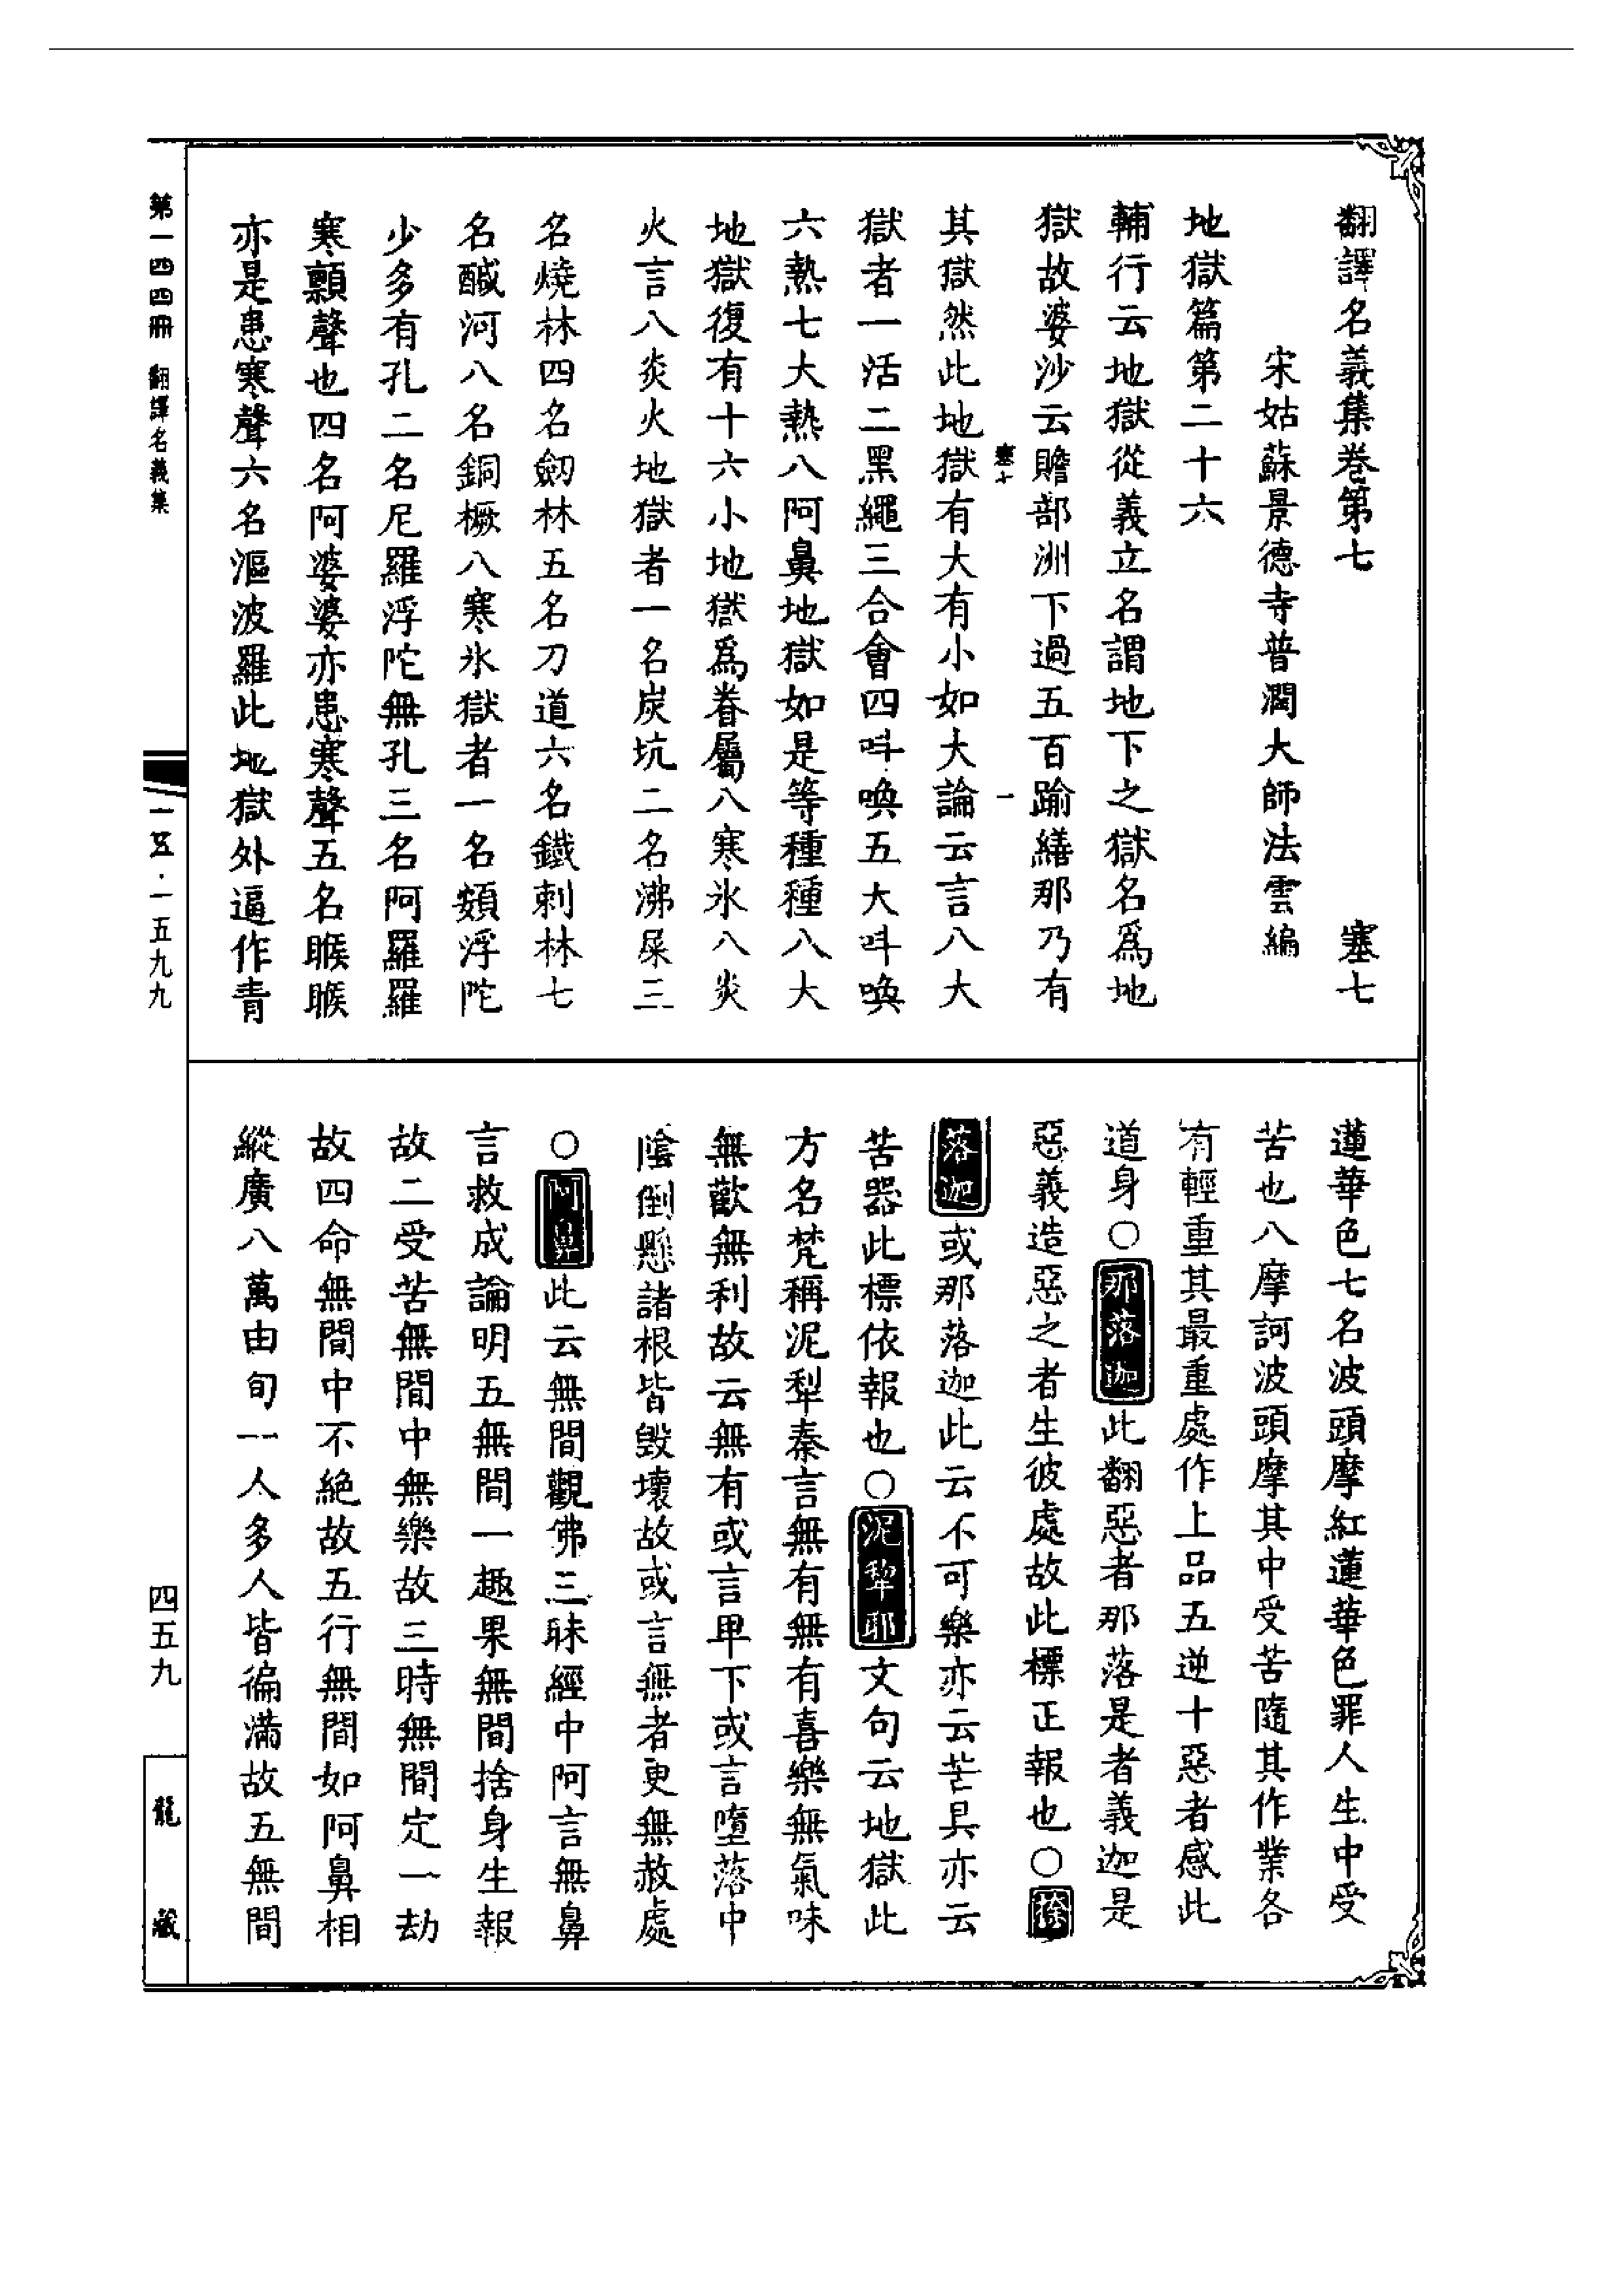 翻譯名義集卷第七　塞七
宋姑蘇景德寺普潤大師法雲編
地獄篇第二十六
輔行云地獄從義立名謂地下之獄名爲地
獄故婆沙云贍部洲下過五百踰繕那乃有
塞七　一
其獄然此地獄有大有小如大論云言八大
獄者一活二黑繩三合會四叫喚五大叫喚
六熱七大熱八阿鼻地獄如是等種種八大
地獄復有十六小地獄爲眷屬八寒氷八炎
火言八炎火地獄者一名炭坑二名沸屎三
名燒林四名劒林五名刀道六名鐵刺林七
名醎河八名銅橛八寒氷獄者一名頞浮陀
少多有孔二名尼羅浮陀無孔三名阿羅羅
寒顫聲也四名阿婆婆亦患寒聲五名睺睺
亦是患寒聲六名漚波羅此地獄外逼作青
蓮華色七名波頭摩紅蓮華色罪人生中受
苦也八摩訶波頭摩其中受苦隨其作業各
有輕重其最重處作上品五逆十惡者感此
道身○那落迦此翻惡者那落是者義迦是
惡義造惡之者生彼處故此標正報也○捺
落迦或那落迦此云不可樂亦云苦具亦云
苦器此標依報也○泥犂耶文句云地獄此
方名梵稱泥犁秦言無有無有喜樂無氣味
無歡無利故云無有或言卑下或言墮落中
陰倒懸諸根皆毀壞故或言無者更無赦處
○阿鼻此云無間觀佛三昧經中阿言無鼻
言救成論明五無間一趣果無間捨身生報
故二受苦無間中無樂故三時無間定一劫
故四命無間中不絕故五行無間如阿鼻相
縱廣八萬由旬一人多人皆徧滿故五無間
第一四四冊　翻譯名義集
一五·一五九九
四五九
龍藏